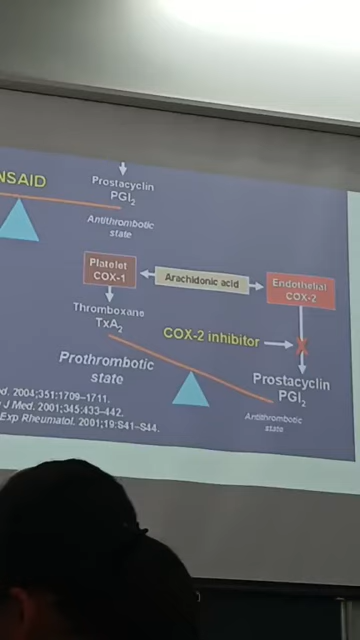 NSAID
Prostacyclin
PGI2
Antithrombotic
state
Platelet
COX-1
Arachidonic acid
Endothelial
COX-2
Thromboxane
TxA2
COX-2 inhibitor
X
Prothrombotic
state
Prostacyclin
PGI2
Antithrombotic
state
ed. 2004;351:1709–1711.
J Med. 2001;345:433–442.
Exp Rheumatol. 2001;19:S41–S44.